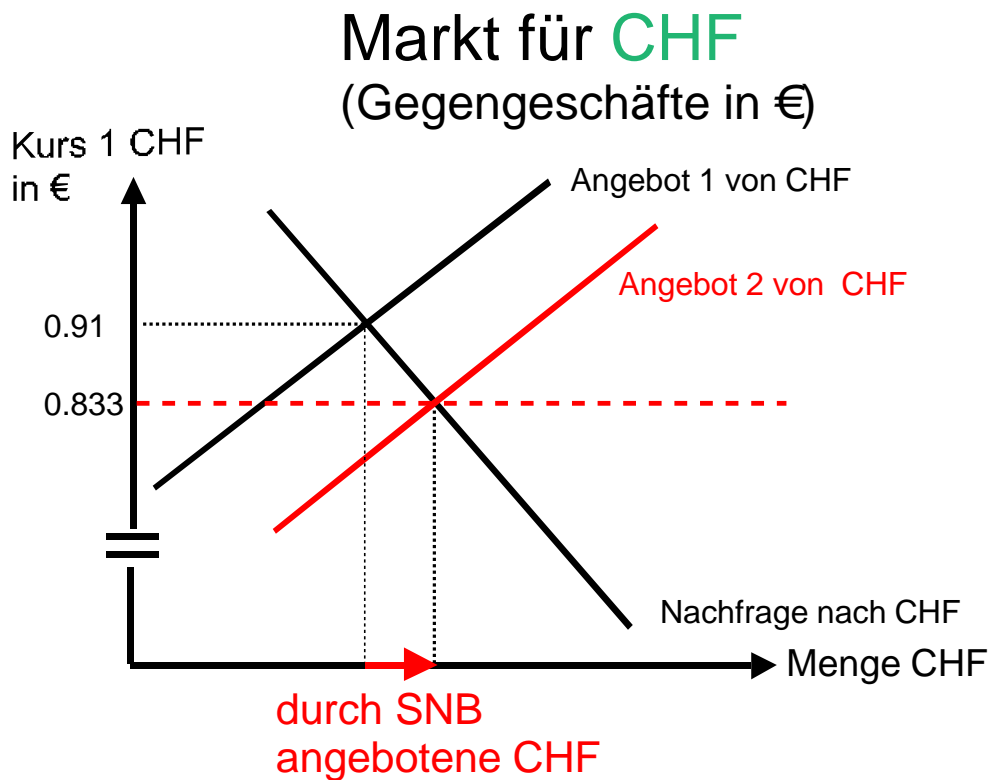 Markt für CHF
(Gegengeschäfte in €)
Kurs 1 CHF
in €
Angebot 1 von CHF
Angebot 2 von CHF
0.91
0.833
Nachfrage nach CHF
Menge CHF
durch SNB
angebotene CHF